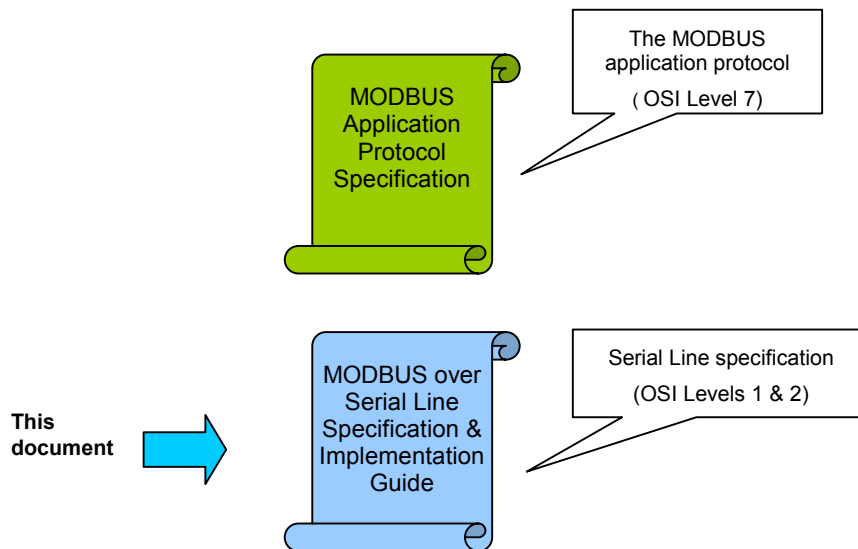 The MODBUS
application protocol
( OSI Level 7)
MODBUS
Application
Protocol
Specification
Serial Line specification
(OSI Levels 1 & 2)
MODBUS over
Serial Line
Specification &
Implementation
Guide
This
document